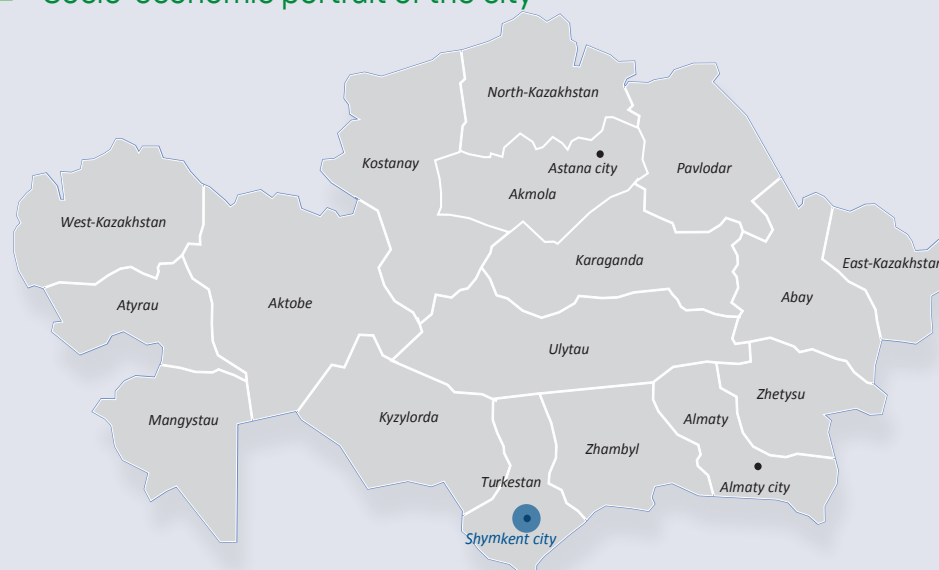 Socio-economic portrait of the city
North-Kazakhstan
Kostanay
Astana city
Pavlodar
Akmola
West-Kazakhstan
Karaganda
East-Kazakhstan
Atyrau
Aktobe
Abay
Ulytau
Zhetysu
Mangystau
Kyzylorda
Almaty
Zhambyl
Turkestan
Almaty city
Shymkent city